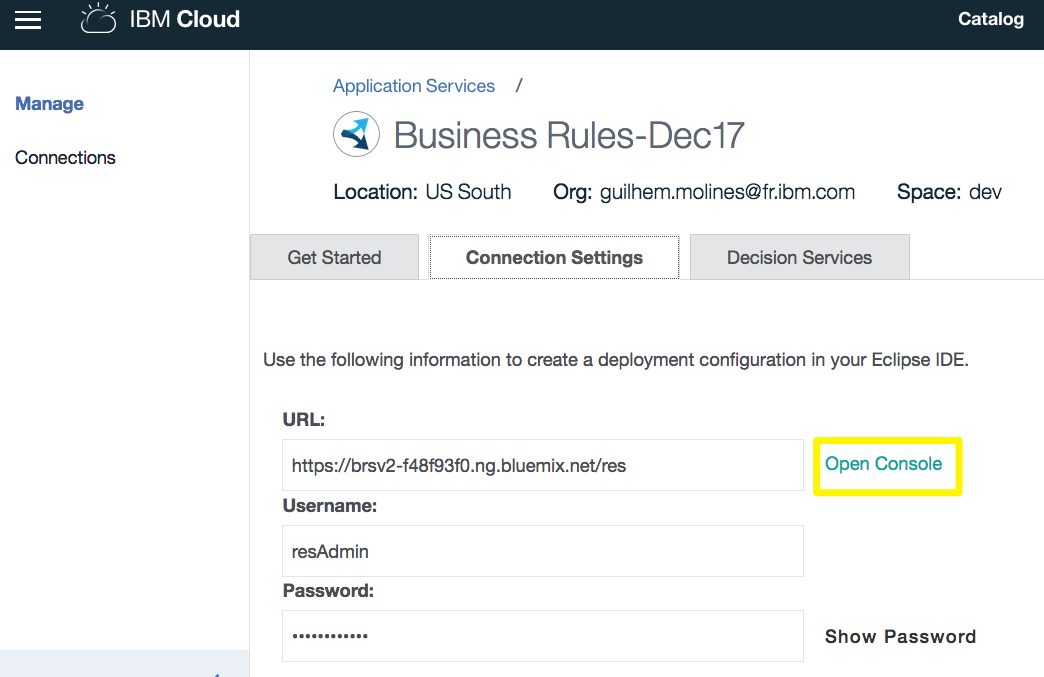 IBM Cloud
Catalog
Manage
Connections
Application Services /
Business Rules-Dec17
Location: US South Org: guilhem.molines@fr.ibm.com Space: dev
Get Started
Connection Settings
Decision Services
Use the following information to create a deployment configuration in your Eclipse IDE.
URL:
https://brsv2-f48f93f0.ng.bluemix.net/res
Open Console
Username:
resAdmin
Password:
••••••••••••
Show Password